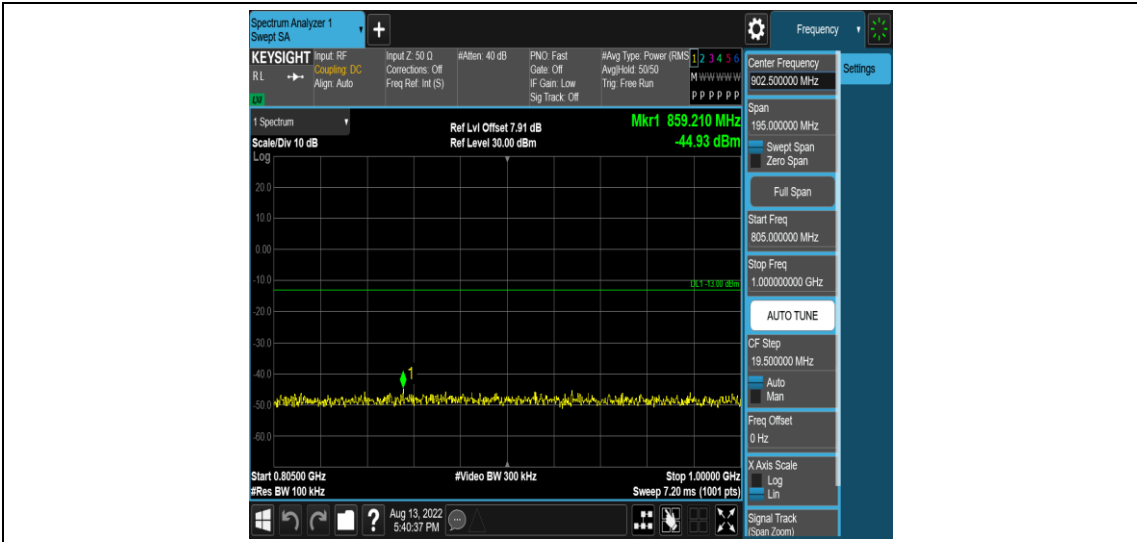 Spectrum Analyzer 1
Swept SA
+
Frequency
KEYSIGHT
Input: RF
Input Z: 50 Ω
#Atten: 40 dB
PNO: Fast
#Avg Type: Power (RMS
1 2 3 4 5 6
R L
Coupling: DC
Corrections: Off
Gate: Off
Avg|Hold: 50/50
M W W W W W
Align: Auto
Freq Ref: Int (S)
IF Gain: Low
Trig: Free Run
Sig Track: Off
P P P P P P
1 Spectrum
Ref Lvl Offset 7.91 dB
Mkr1 859.210 MHz
Scale/Div 10 dB
Ref Level 30.00 dBm
-44.93 dBm
Log
20.0
10.0
0.00
-10.0
DL1 -13.00 dBm
-20.0
-30.0
-40.0
1
-50.0
-60.0
Start 0.80500 GHz
#Video BW 300 kHz
Stop 1.00000 GHz
#Res BW 100 kHz
Sweep 7.20 ms (1001 pts)
Aug 13, 2022
5:40:37 PM
?
Center Frequency
902.500000 MHz
Settings
Span
195.000000 MHz
Swept Span
Zero Span
Full Span
Start Freq
805.000000 MHz
Stop Freq
1.000000000 GHz
AUTO TUNE
CF Step
19.500000 MHz
Auto
Man
Freq Offset
0 Hz
X Axis Scale
Log
Lin
Signal Track
(Span Zoom)